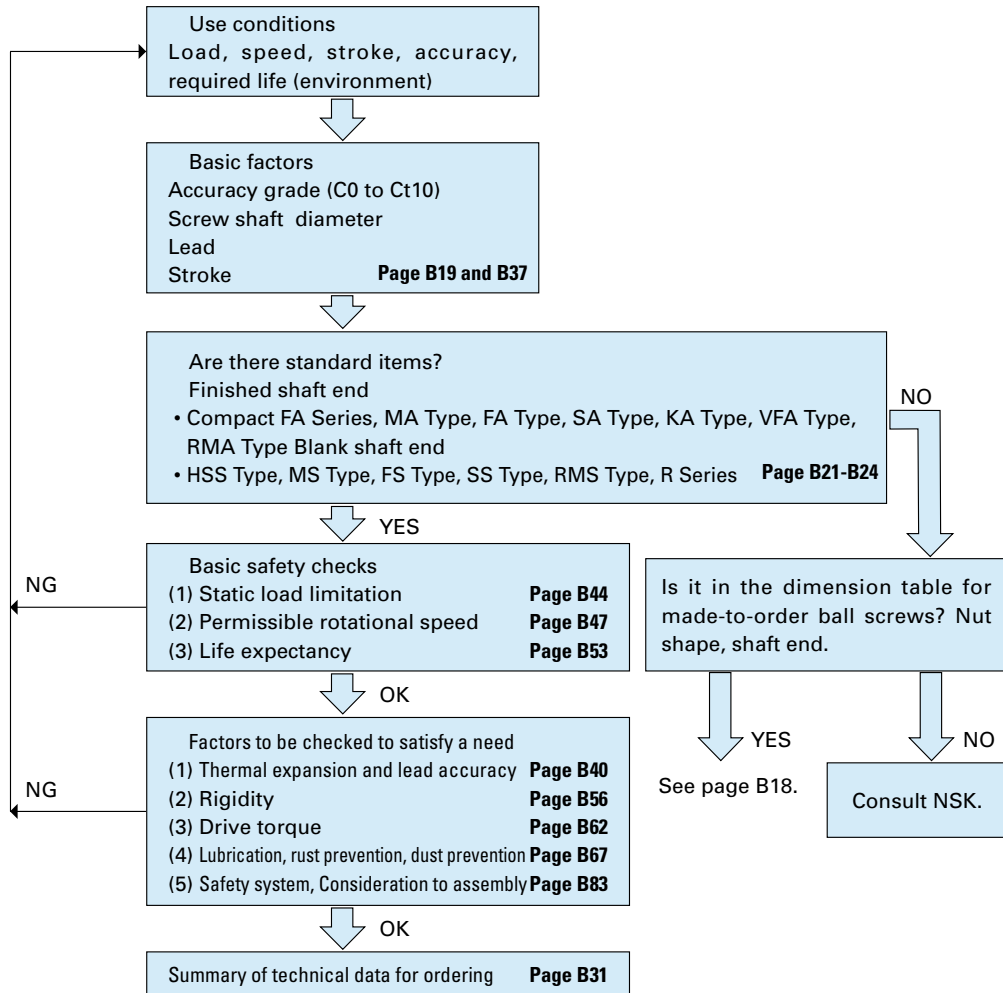 Use conditions
Load, speed, stroke, accuracy,
required life (environment)
Basic factors
Accuracy grade (C0 to Ct10)
Screw shaft diameter
Lead
Stroke Page B19 and B37
Are there standard items?
Finished shaft end
• Compact FA Series, MA Type, FA Type, SA Type, KA Type, VFA Type,
RMA Type Blank shaft end
• HSS Type, MS Type, FS Type, SS Type, RMS Type, R Series Page B21-B24
NO
YES
Basic safety checks
(1) Static load limitation Page B44
(2) Permissible rotational speed Page B47
(3) Life expectancy Page B53
NG
Is it in the dimension table for
made-to-order ball screws? Nut
shape, shaft end.
OK
YES
See page B18.
NO
Consult NSK.
Factors to be checked to satisfy a need
(1) Thermal expansion and lead accuracy Page B40
(2) Rigidity Page B56
(3) Drive torque Page B62
(4) Lubrication, rust prevention, dust prevention Page B67
(5) Safety system, Consideration to assembly Page B83
NG
OK
Summary of technical data for ordering Page B31